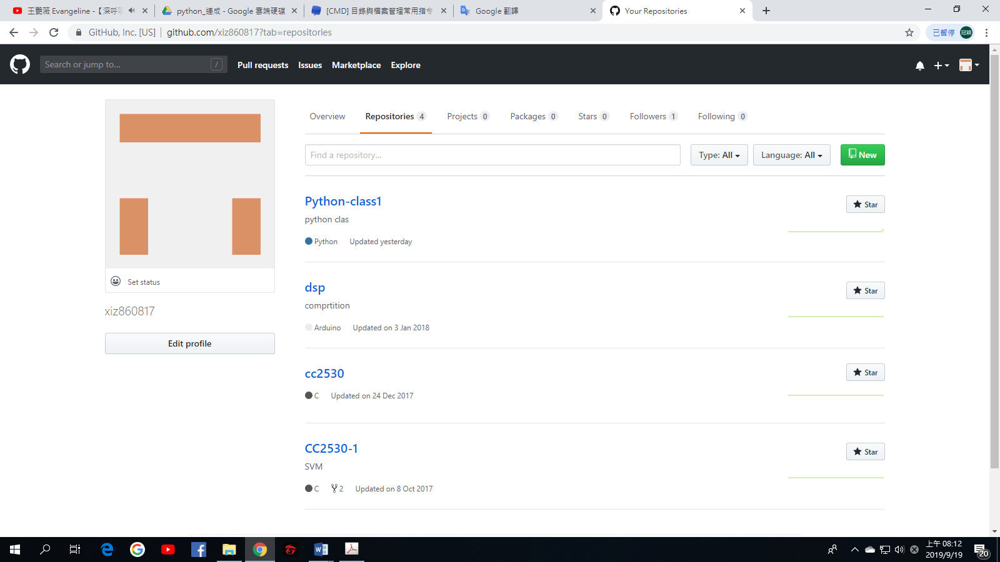 王艷薇 Evangeline -【深呼
python_連成 - Google 雲端硬碟
[CMD] 目錄與檔案管理常用指令
Google 翻譯
Your Repositories
GitHub, Inc. [US] github.com/xiz860817?tab=repositories
已暫停
冠穎
Search or jump to...
/
Pull requests
Issues
Marketplace
Explore
Overview
Repositories 4
Projects 0
Packages 0
Stars 0
Followers 1
Following 0
Find a repository...
Type: All
Language: All
New
Python-class1
Star
python clas
Python Updated yesterday
dsp
Star
comprtition
Arduino Updated on 3 Jan 2018
cc2530
Star
C Updated on 24 Dec 2017
CC2530-1
Star
SVM
C 2 Updated on 8 Oct 2017
Set status
xiz860817
Edit profile
上午 08:12
2019/9/19
20